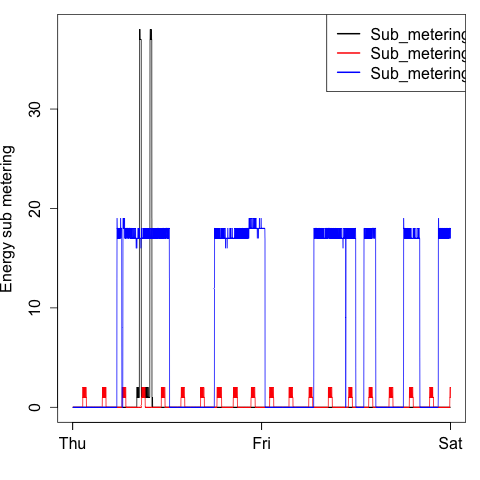 Sub_metering
Sub_metering
Sub_metering
Energy sub metering
0
10
20
30
Thu
Fri
Sat